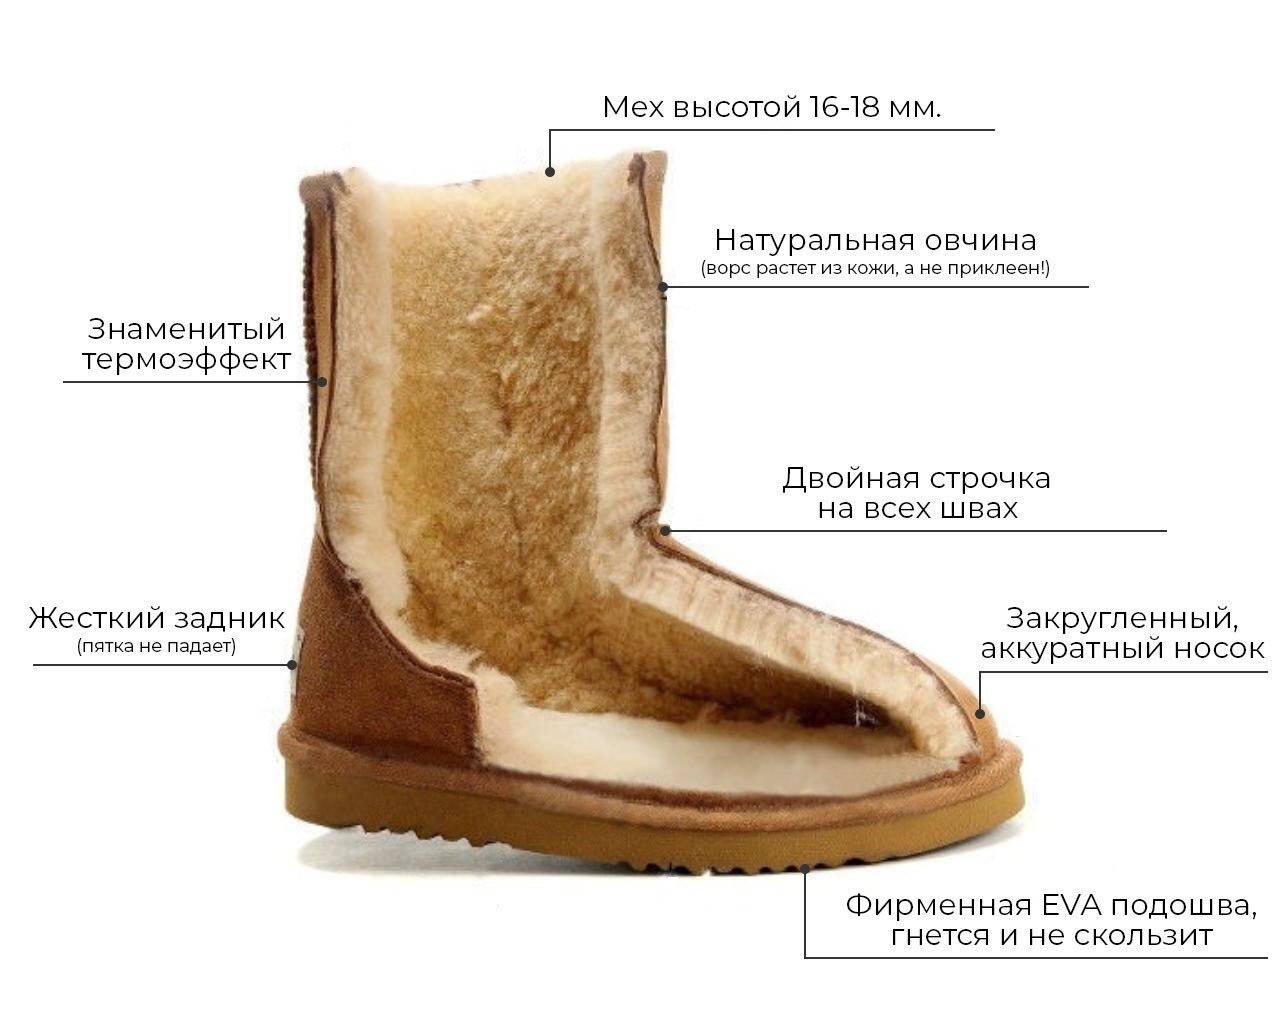 Мех высотой 16-18 мм.
Натуральная овчина
(ворс растет из кожи, а не приклеен!)
Знаменитый
термоэффект
Двойная строчка
на всех швах
Жесткий задник
(пятка не падает)
Закругленный,
аккуратный носок
Фирменная EVA подошва,
гнется и не скользит